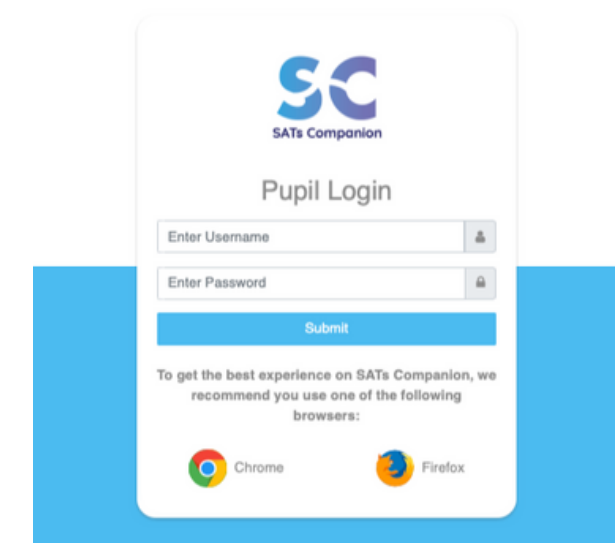 SC
SATs Companion
Pupil Login
Enter Username
Enter Password
Submit
To get the best experience on SATs Companion, we
recommend you use one of the following
browsers:
Chrome
Firefox